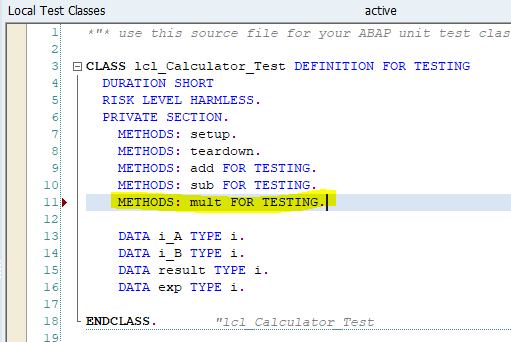 Local Test Classes active
1 *"* use this source file for your ABAP unit test clas
2
3 CLASS lcl_Calculator_Test DEFINITION FOR TESTING
4 DURATION SHORT
5 RISK LEVEL HARMLESS.
6 PRIVATE SECTION.
7 METHODS: setup.
8 METHODS: teardown.
9 METHODS: add FOR TESTING.
10 METHODS: sub FOR TESTING.
11 METHODS: mult FOR TESTING.
12
13 DATA i_A TYPE i.
14 DATA i_B TYPE i.
15 DATA result TYPE i.
16 DATA exp TYPE i.
17
18 ENDCLASS. "lcl_Calculator_Test
19